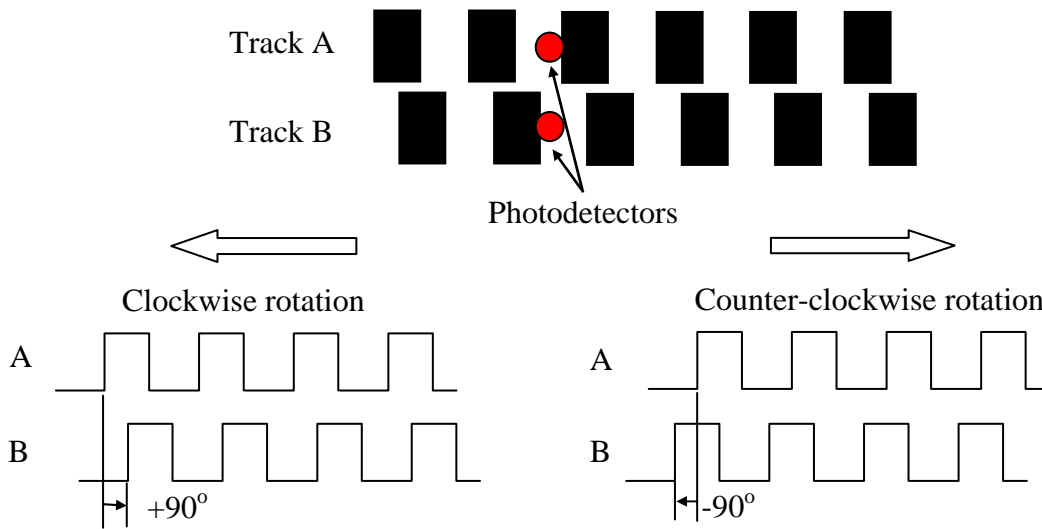 Track A
Track B
Photodetectors
Clockwise rotation
Counter-clockwise rotation
A
A
B
B
+90°
-90°